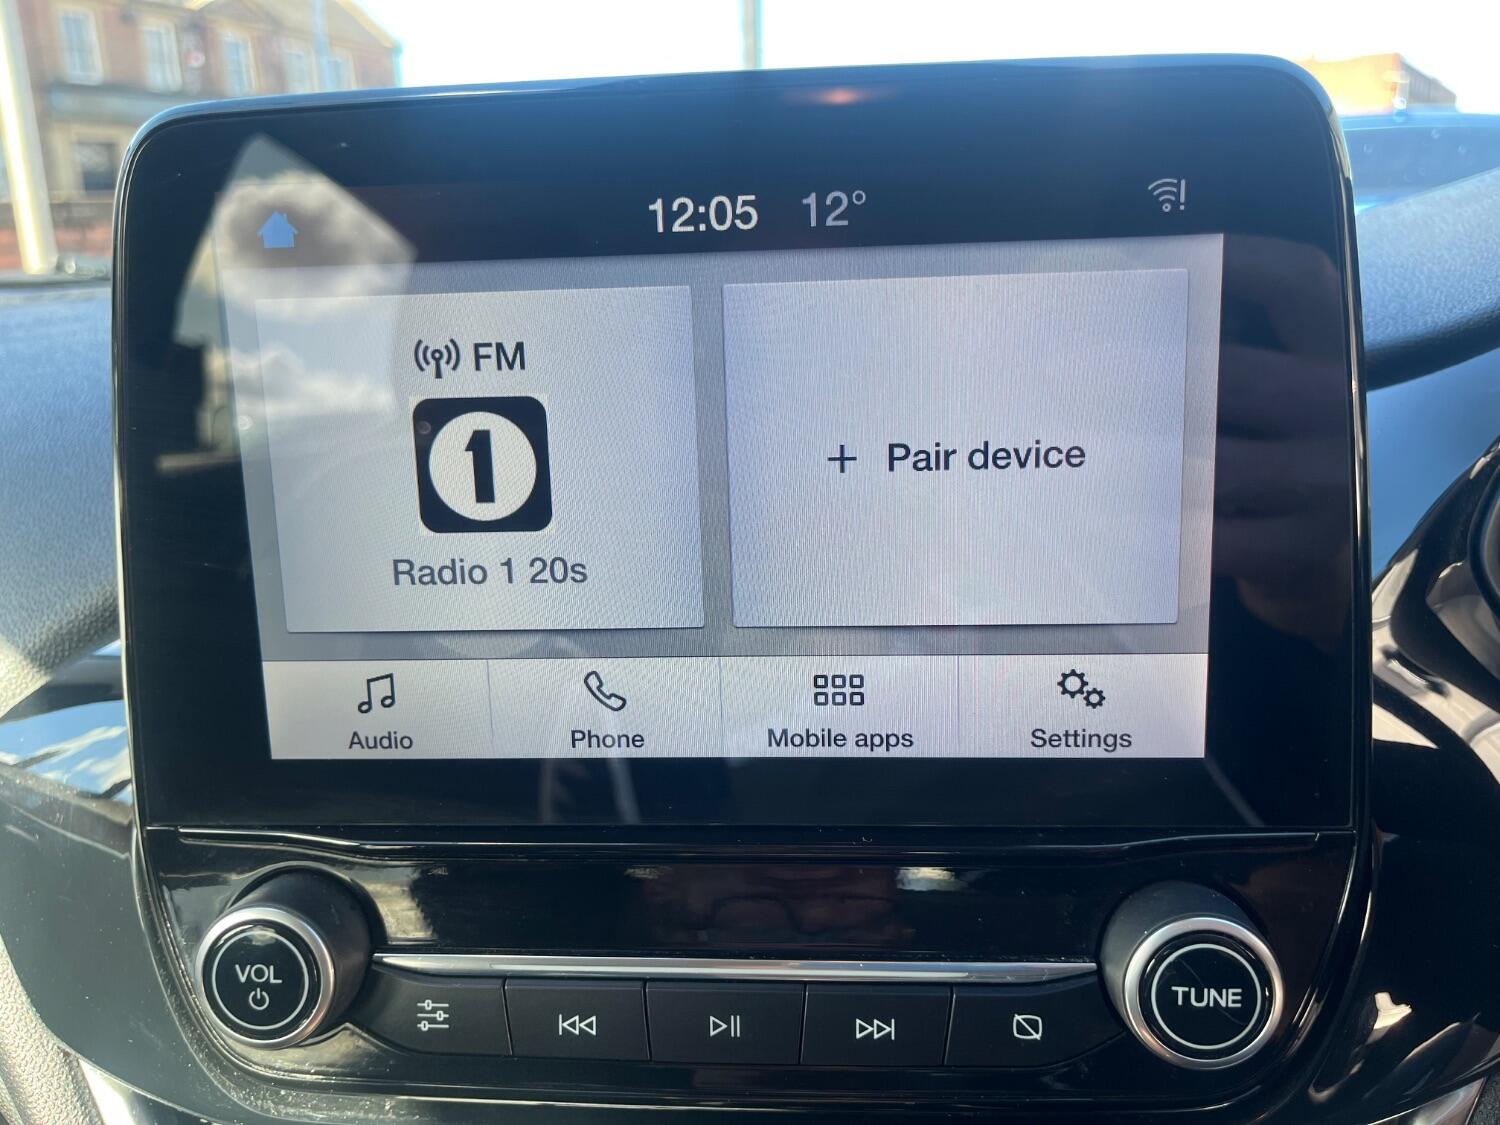 12:05 12°
FM
1
Radio 1 20s
+ Pair device
Audio Phone Mobile apps Settings
VOL
TUNE